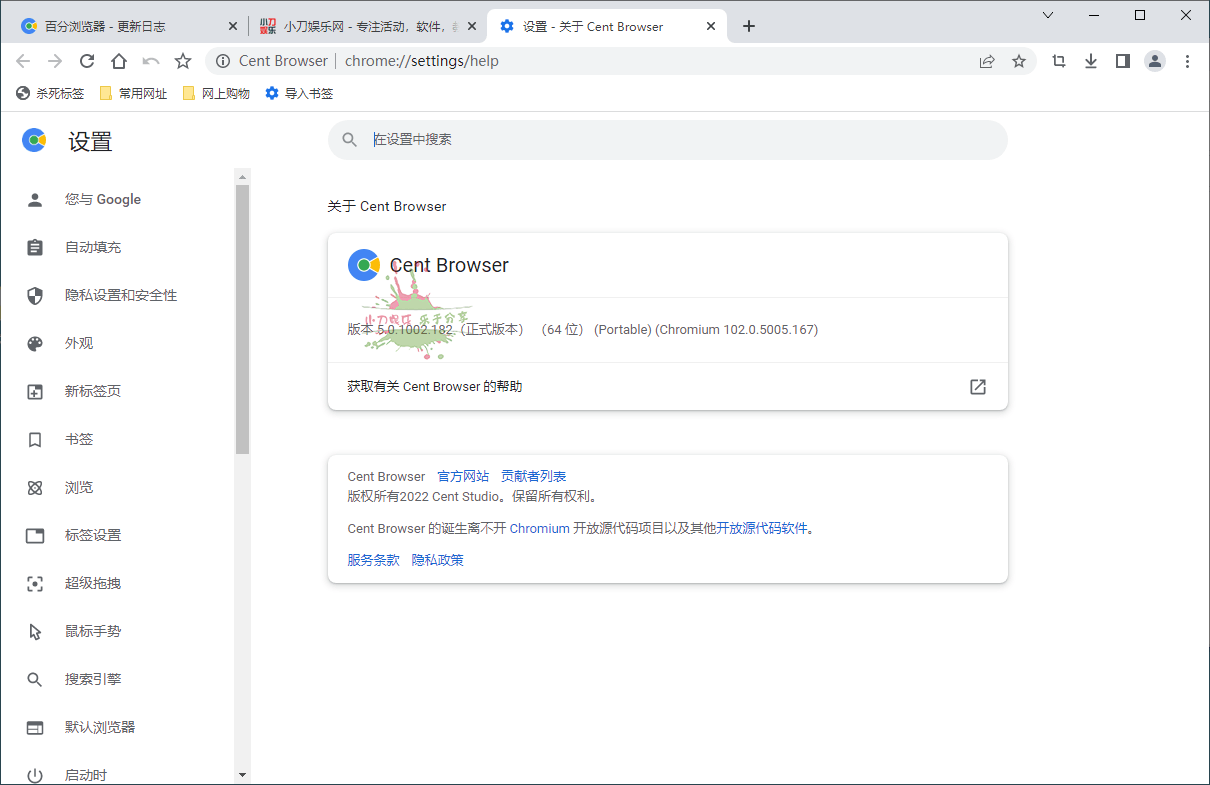 百分浏览器 - 更新日志
小刀娱乐网 - 专注活动，软件，
设置 - 关于 Cent Browser
Cent Browser | chrome://settings/help
杀死标签 常用网址 网上购物 导入书签
设置
在设置中搜索
您与 Google
自动填充
隐私设置和安全性
外观
新标签页
书签
浏览
标签设置
超级拖拽
鼠标手势
搜索引擎
默认浏览器
启动时
关于 Cent Browser
Cent Browser
小刀娱乐 乐于分享
版本 5.0.1002.182（正式版本） （64 位） (Portable) (Chromium 102.0.5005.167)
获取有关 Cent Browser 的帮助
Cent Browser 官方网站 贡献者列表
版权所有2022 Cent Studio。保留所有权利。
Cent Browser 的诞生离不开 Chromium 开放源代码项目以及其他开放源代码软件。
服务条款 隐私政策